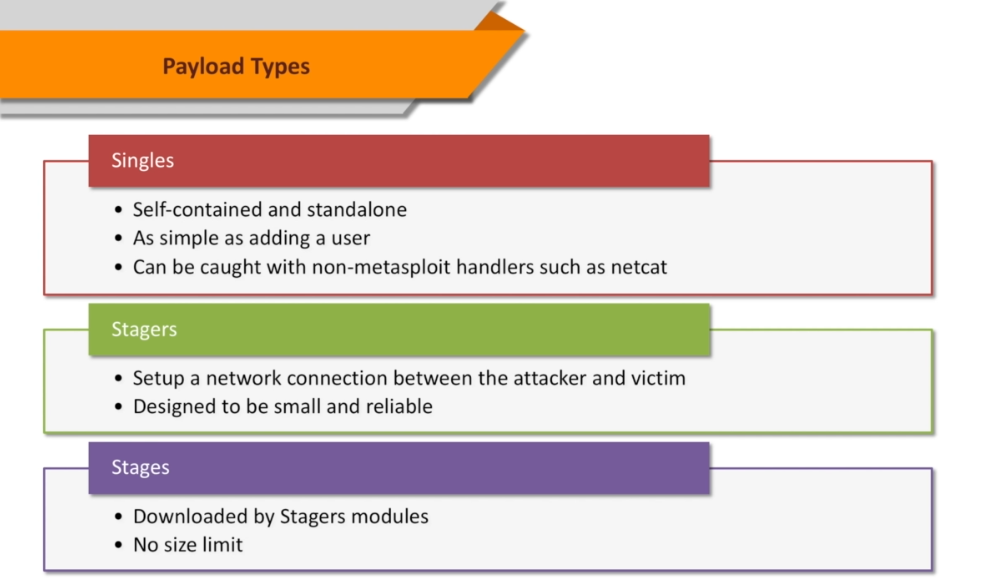 Payload Types
Singles
• Self-contained and standalone
• As simple as adding a user
• Can be caught with non-metasploit handlers such as netcat
Stagers
• Setup a network connection between the attacker and victim
• Designed to be small and reliable
Stages
• Downloaded by Stagers modules
• No size limit